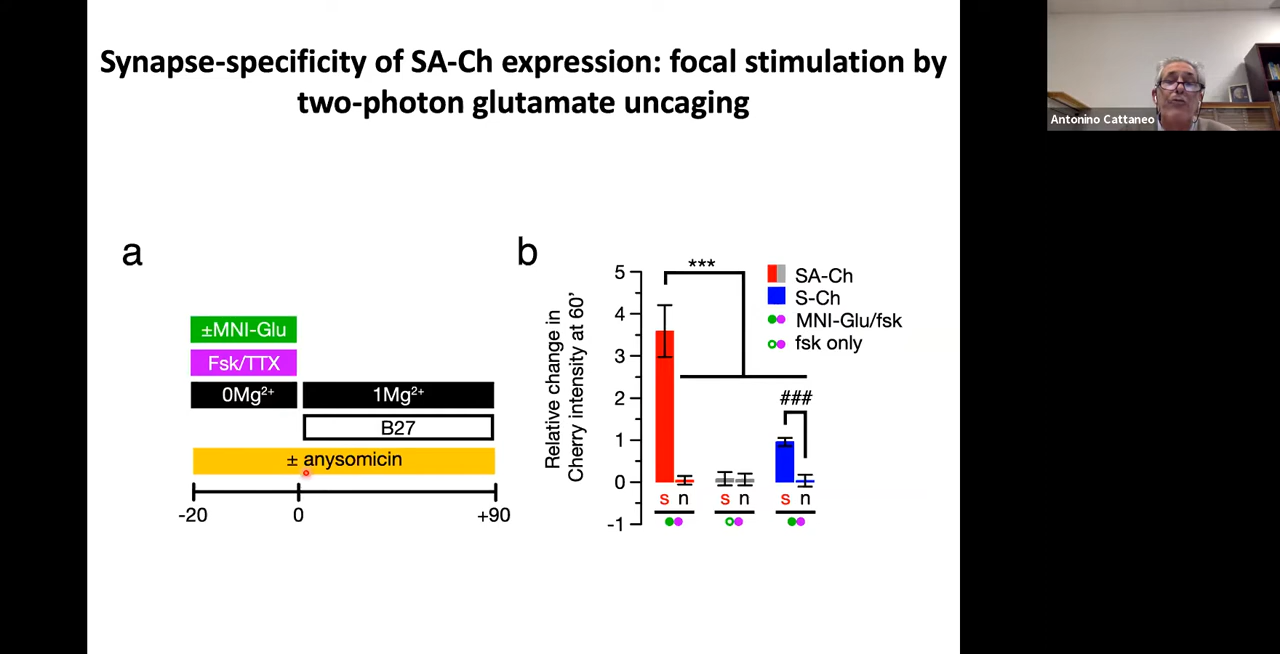 Synapse-specificity of SA-Ch expression: focal stimulation by
two-photon glutamate uncaging
Antonino Cattaneo
a
±MNI-Glu
Fsk/TTX
0Mg2+
1Mg2+
B27
± anysomicin
-20
0
+90
b
Relative change in
Cherry intensity at 60’
5
4
3
2
1
0
-1
***
###
s n
s n
s n
SA-Ch
S-Ch
MNI-Glu/fsk
fsk only